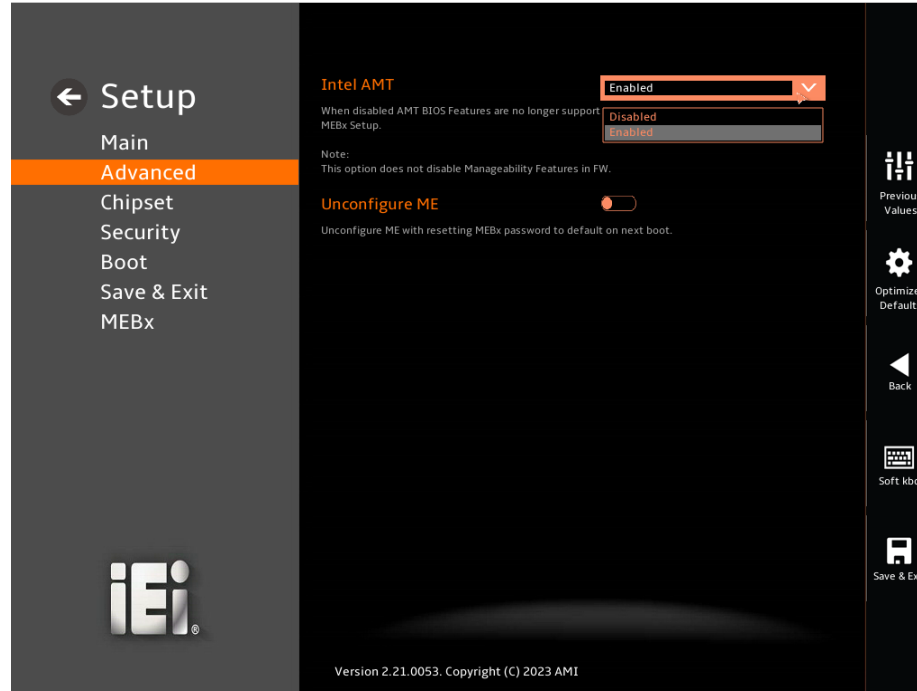 Setup
Main
Advanced
Chipset
Security
Boot
Save & Exit
MEBx
iEi®
Intel AMT
Enabled
When disabled AMT BIOS Features are no longer support
MEBx Setup.
Disabled
Enabled
Note:
This option does not disable Manageability Features in FW.
Unconfigure ME
Unconfigure ME with resetting MEBx password to default on next boot.
Version 2.21.0053. Copyright (C) 2023 AMI
Previou
Values
Optimize
Default
Back
Soft kbd
Save & Ex